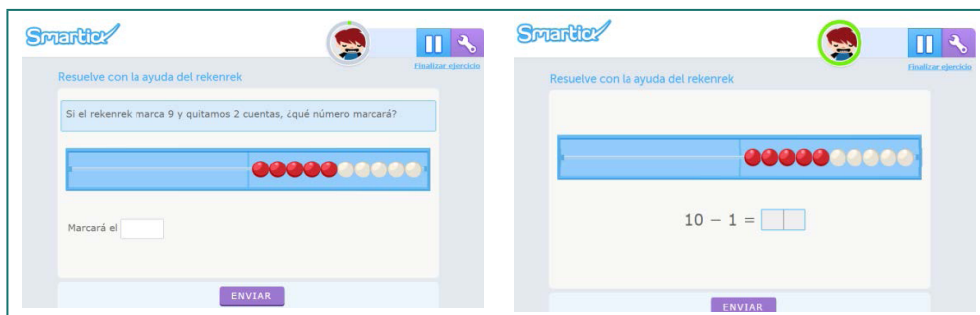 Smartick
Finalizar ejercicio
Resuelve con la ayuda del rekenrek
Si el rekenrek marca 9 y quitamos 2 cuentas, ¿qué número marcará?
Marcará el
ENVIAR
Smartick
Finalizar ejercicio
Resuelve con la ayuda del rekenrek
10 − 1 =
ENVIAR